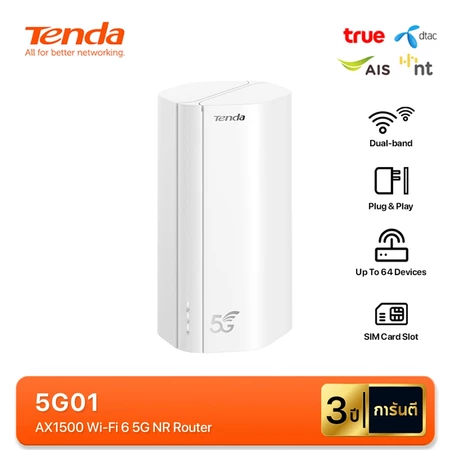 Tenda
All for better networking.
true dtac
AIS nt
Tenda
5G
Dual-band
Plug & Play
Up To 64 Devices
SIM Card Slot
5G01
AX1500 Wi-Fi 6 5G NR Router
3 ปี การันตี